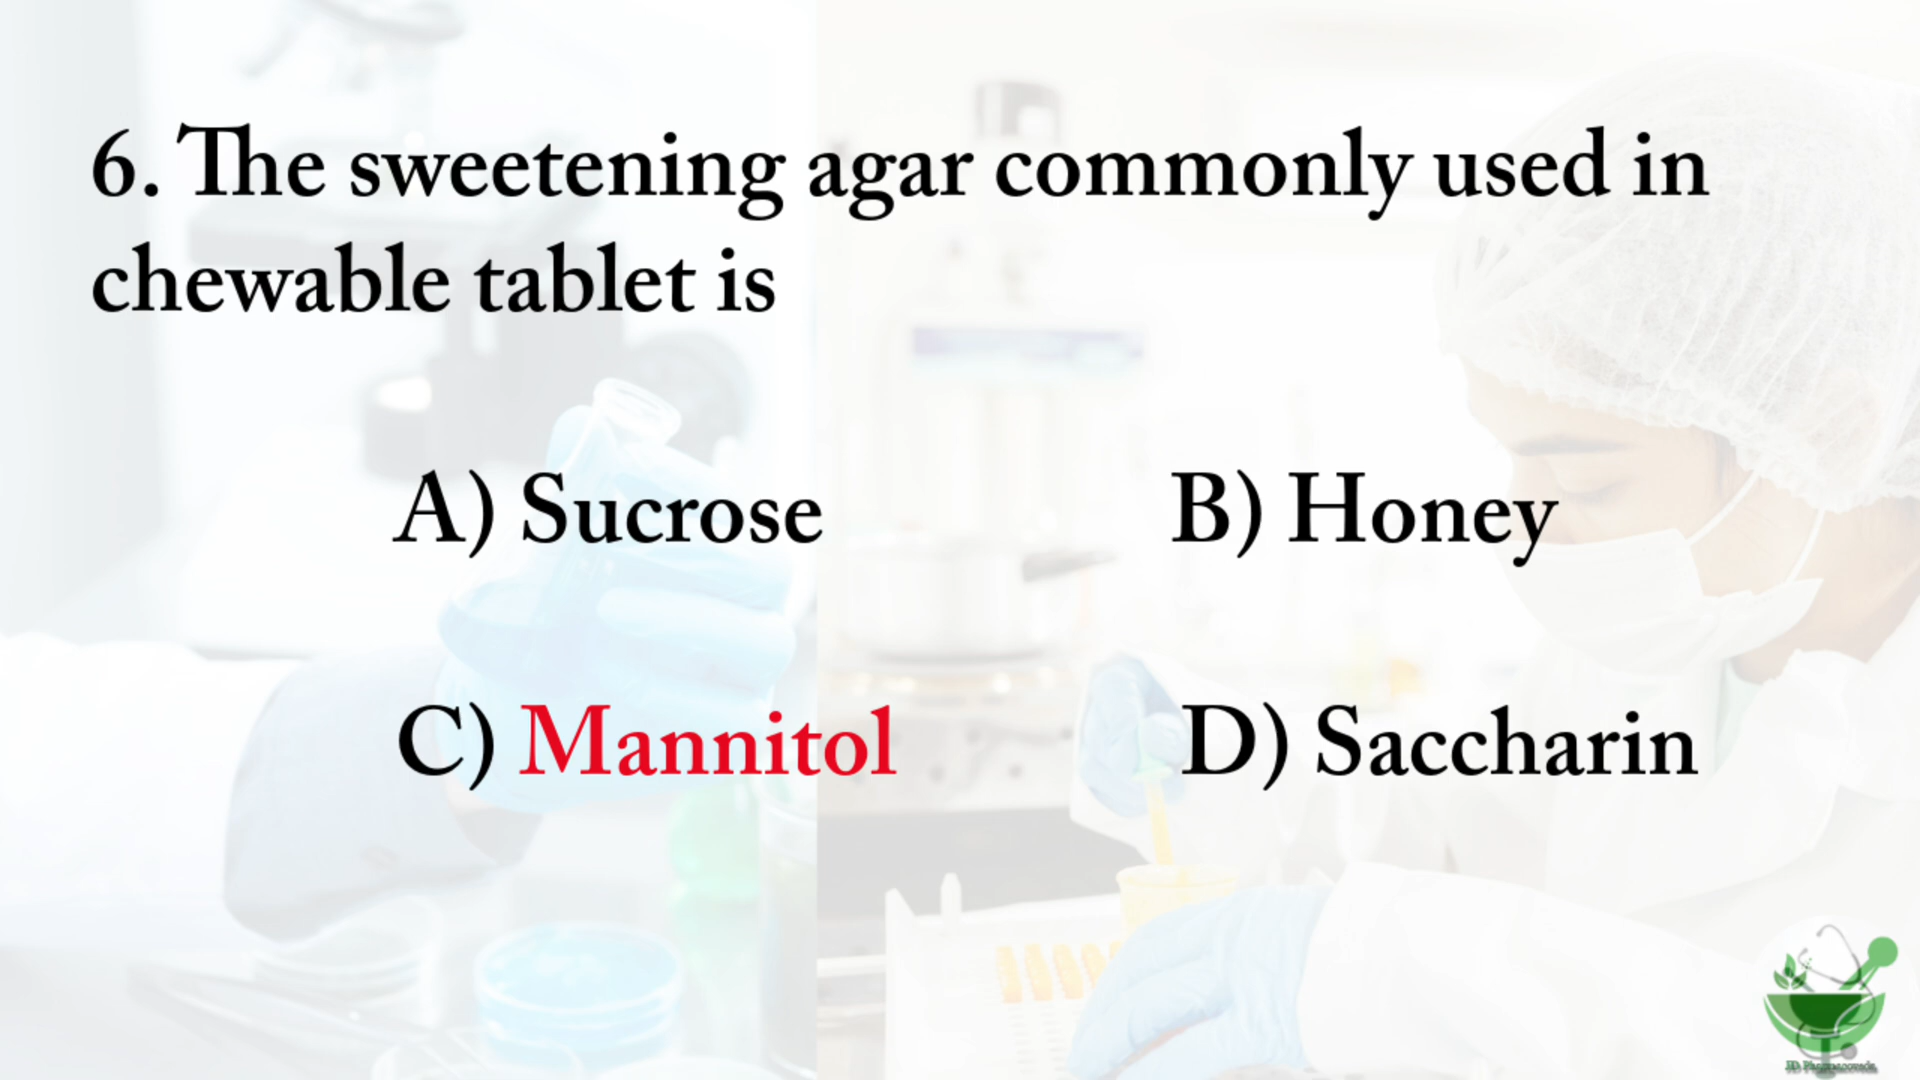 6. The sweetening agar commonly used in
chewable tablet is
A) Sucrose
B) Honey
C) Mannitol
D) Saccharin